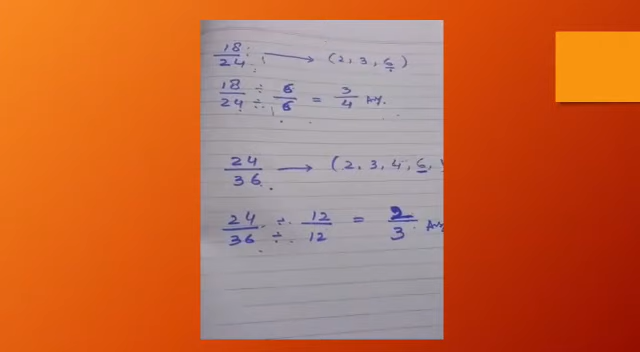 18/24 → (2, 3, 6)
18/24 ÷ 6/6 = 3/4 Ans.
24/36 → (2, 3, 4, 6,
24/36 ÷ 12/12 = 2/3 Ans